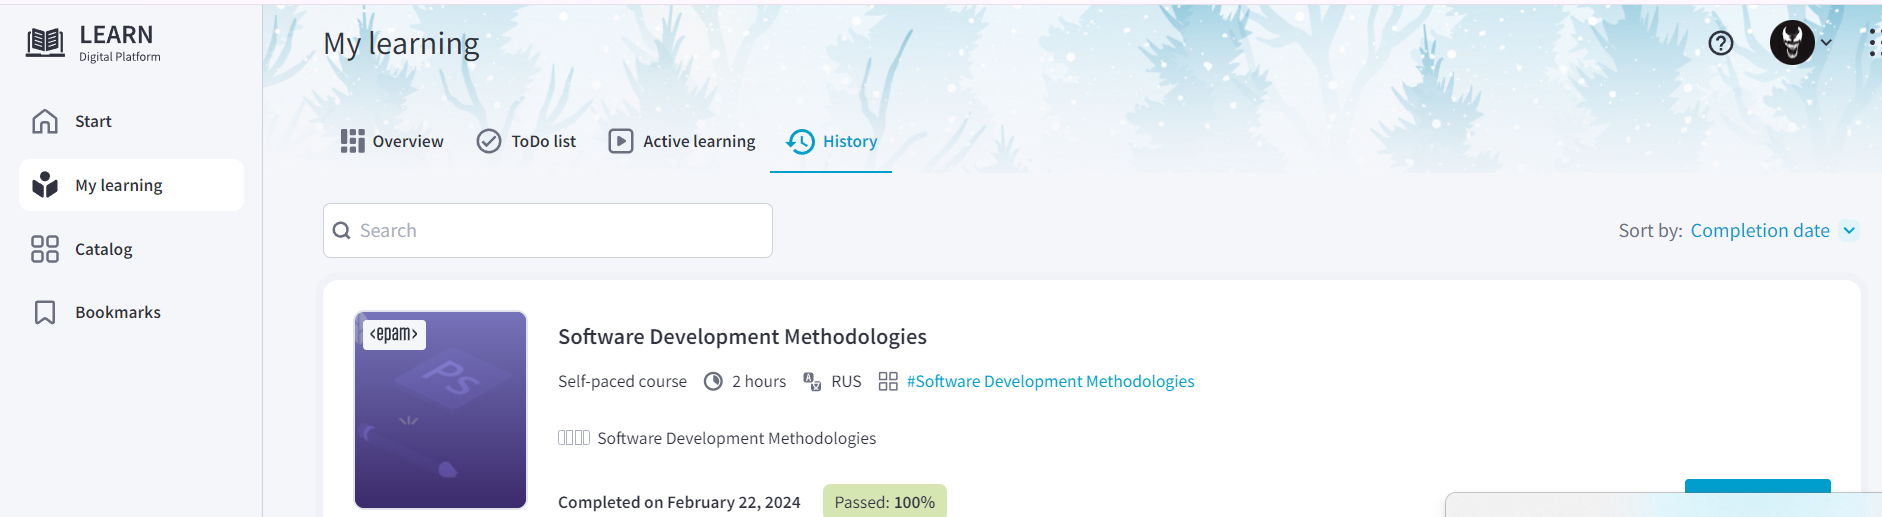 LEARN
Digital Platform
Start
My learning
Catalog
Bookmarks
My learning
Overview
ToDo list
Active learning
History
Search
Sort by: Completion date
<epam>
Ps
Software Development Methodologies
Self-paced course
2 hours
RUS
#Software Development Methodologies
Software Development Methodologies
Completed on February 22, 2024
Passed: 100%